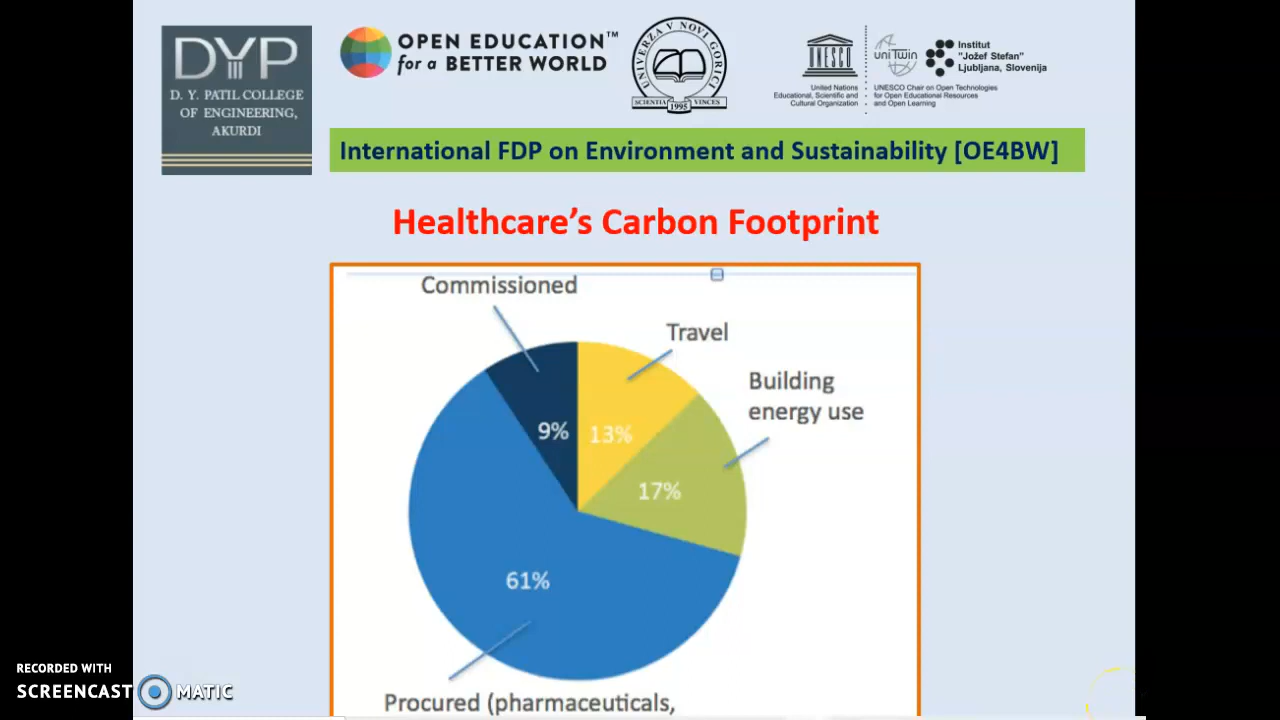 DYP
D. Y. PATIL COLLEGE
OF ENGINEERING,
AKURDI
OPEN EDUCATION™
for a BETTER WORLD
UNIVERZA V NOVI GORICI
SCIENTIA VINCES
1995
UNESCO
United Nations
Educational, Scientific and
Cultural Organization
uniTwin
Institut
"Jožef Stefan"
Ljubljana, Slovenija
UNESCO Chair on Open Technologies
for Open Educational Resources
and Open Learning
International FDP on Environment and Sustainability [OE4BW]
Healthcare’s Carbon Footprint
Commissioned
Travel
Building
energy use
9%
13%
17%
61%
Procured (pharmaceuticals,
RECORDED WITH
SCREENCAST MATIC